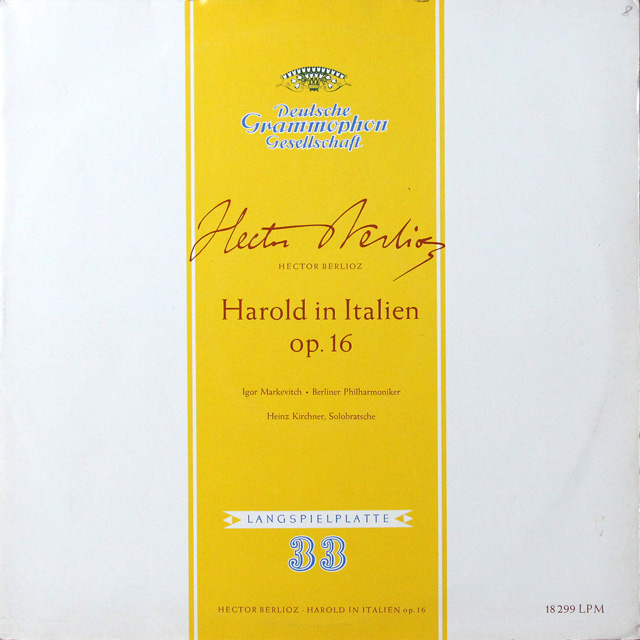 8
Deutsche
Grammophon
Gesellschaft
Hector Berlioz
HECTOR BERLIOZ
Harold in Italien
op. 16
Igor Markevitch • Berliner Philharmoniker
Heinz Kirchner, Solobratsche
LANGSPIELPLATTE
33
HECTOR BERLIOZ · HAROLD IN ITALIEN op. 16
18 299 LPM